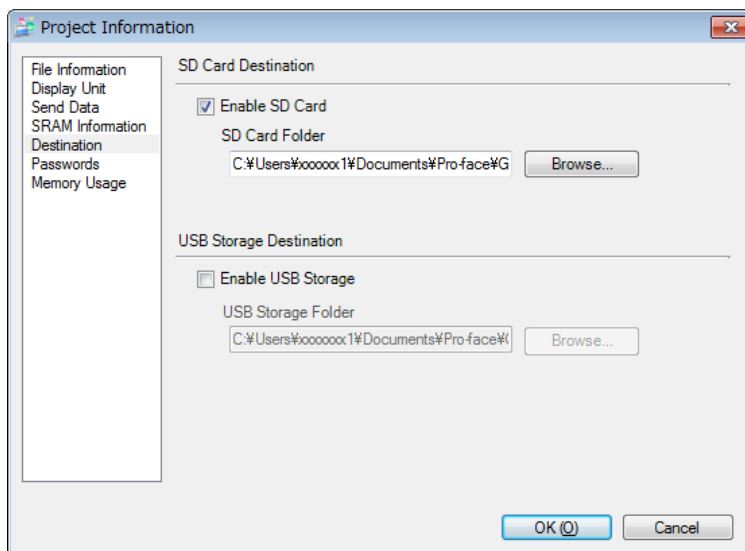 Project Information
File Information
Display Unit
Send Data
SRAM Information
Destination
Passwords
Memory Usage
SD Card Destination
Enable SD Card
SD Card Folder
C:¥Users¥xxxxxx1¥Documents¥Pro-face¥G
Browse...
USB Storage Destination
Enable USB Storage
USB Storage Folder
C:¥Users¥xxxxxxx1¥Documents¥Pro-face¥(
Browse...
OK (O)
Cancel